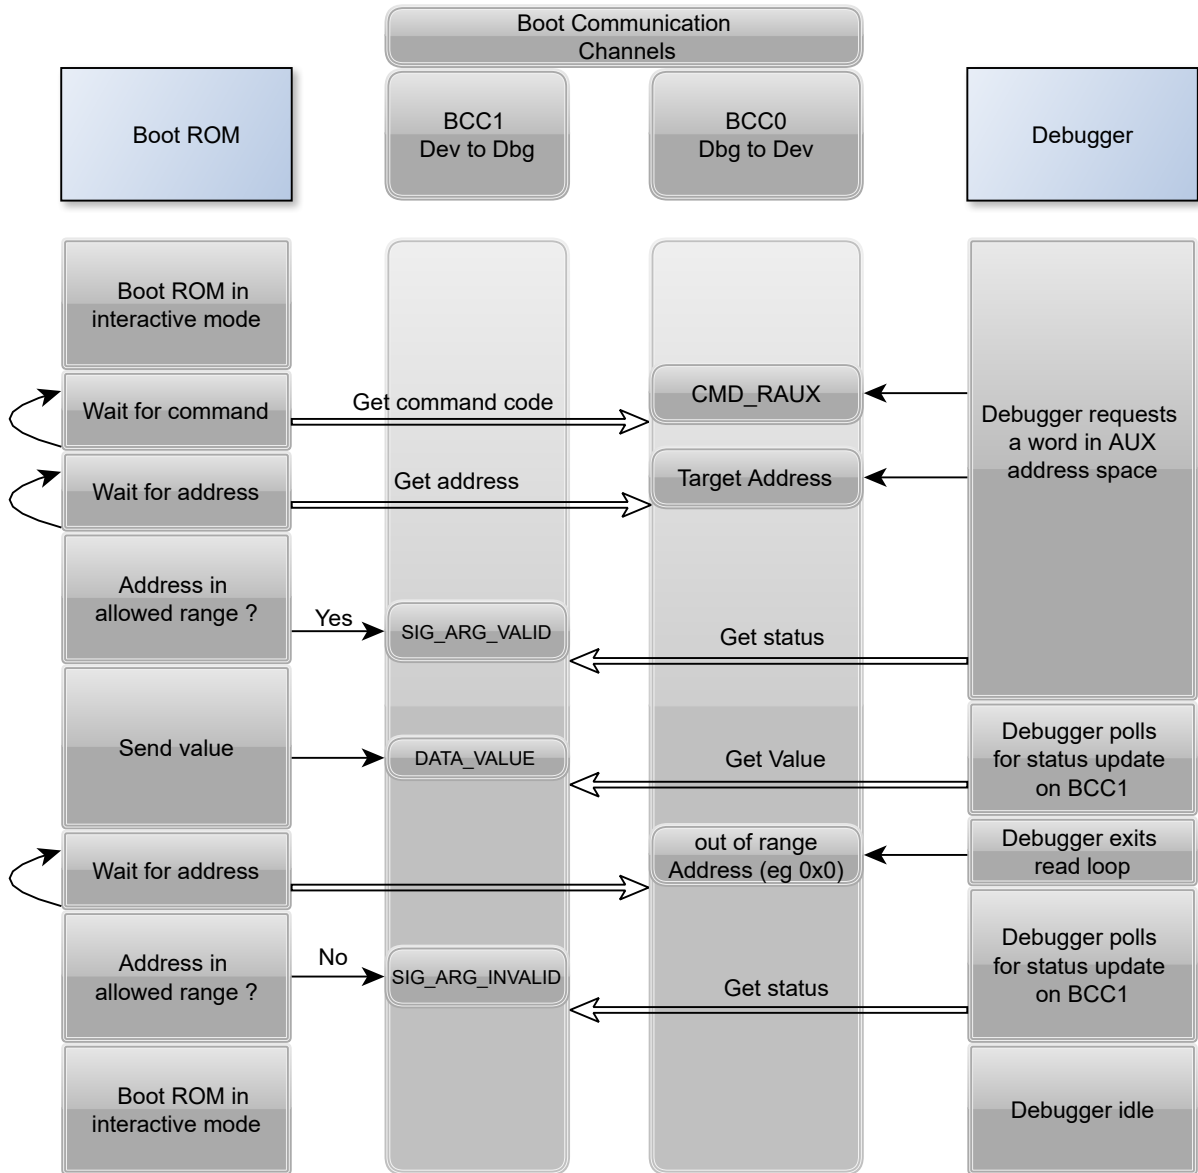 Boot Communication
Channels
Boot ROM
BCC1
Dev to Dbg
BCC0
Dbg to Dev
Debugger
Boot ROM in
interactive mode
Wait for command
Get command code
CMD_RAUX
Debugger requests
a word in AUX
address space
Wait for address
Get address
Target Address
Address in
allowed range ?
Yes
SIG_ARG_VALID
Get status
Send value
DATA_VALUE
Get Value
Debugger polls
for status update
on BCC1
Wait for address
out of range
Address (eg 0x0)
Debugger exits
read loop
Address in
allowed range ?
No
SIG_ARG_INVALID
Get status
Debugger polls
for status update
on BCC1
Boot ROM in
interactive mode
Debugger idle